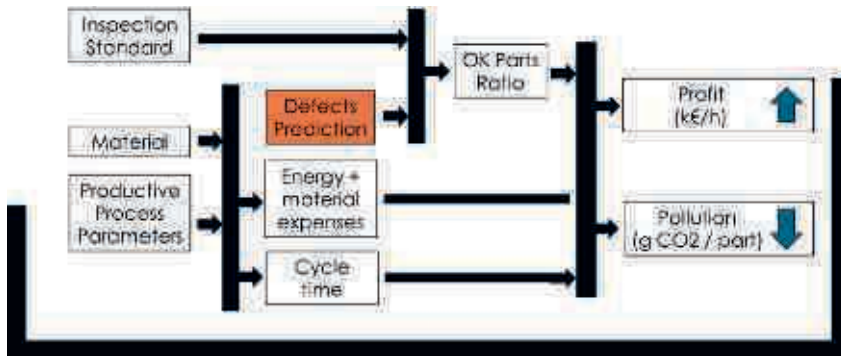 Inspection
Standard
OK Parts
Ratio
Defects
Prediction
Profit
(k€/h)
Material
Productive
Process
Parameters
Energy +
material
expenses
Pollution
(g CO2 / part)
Cycle
time